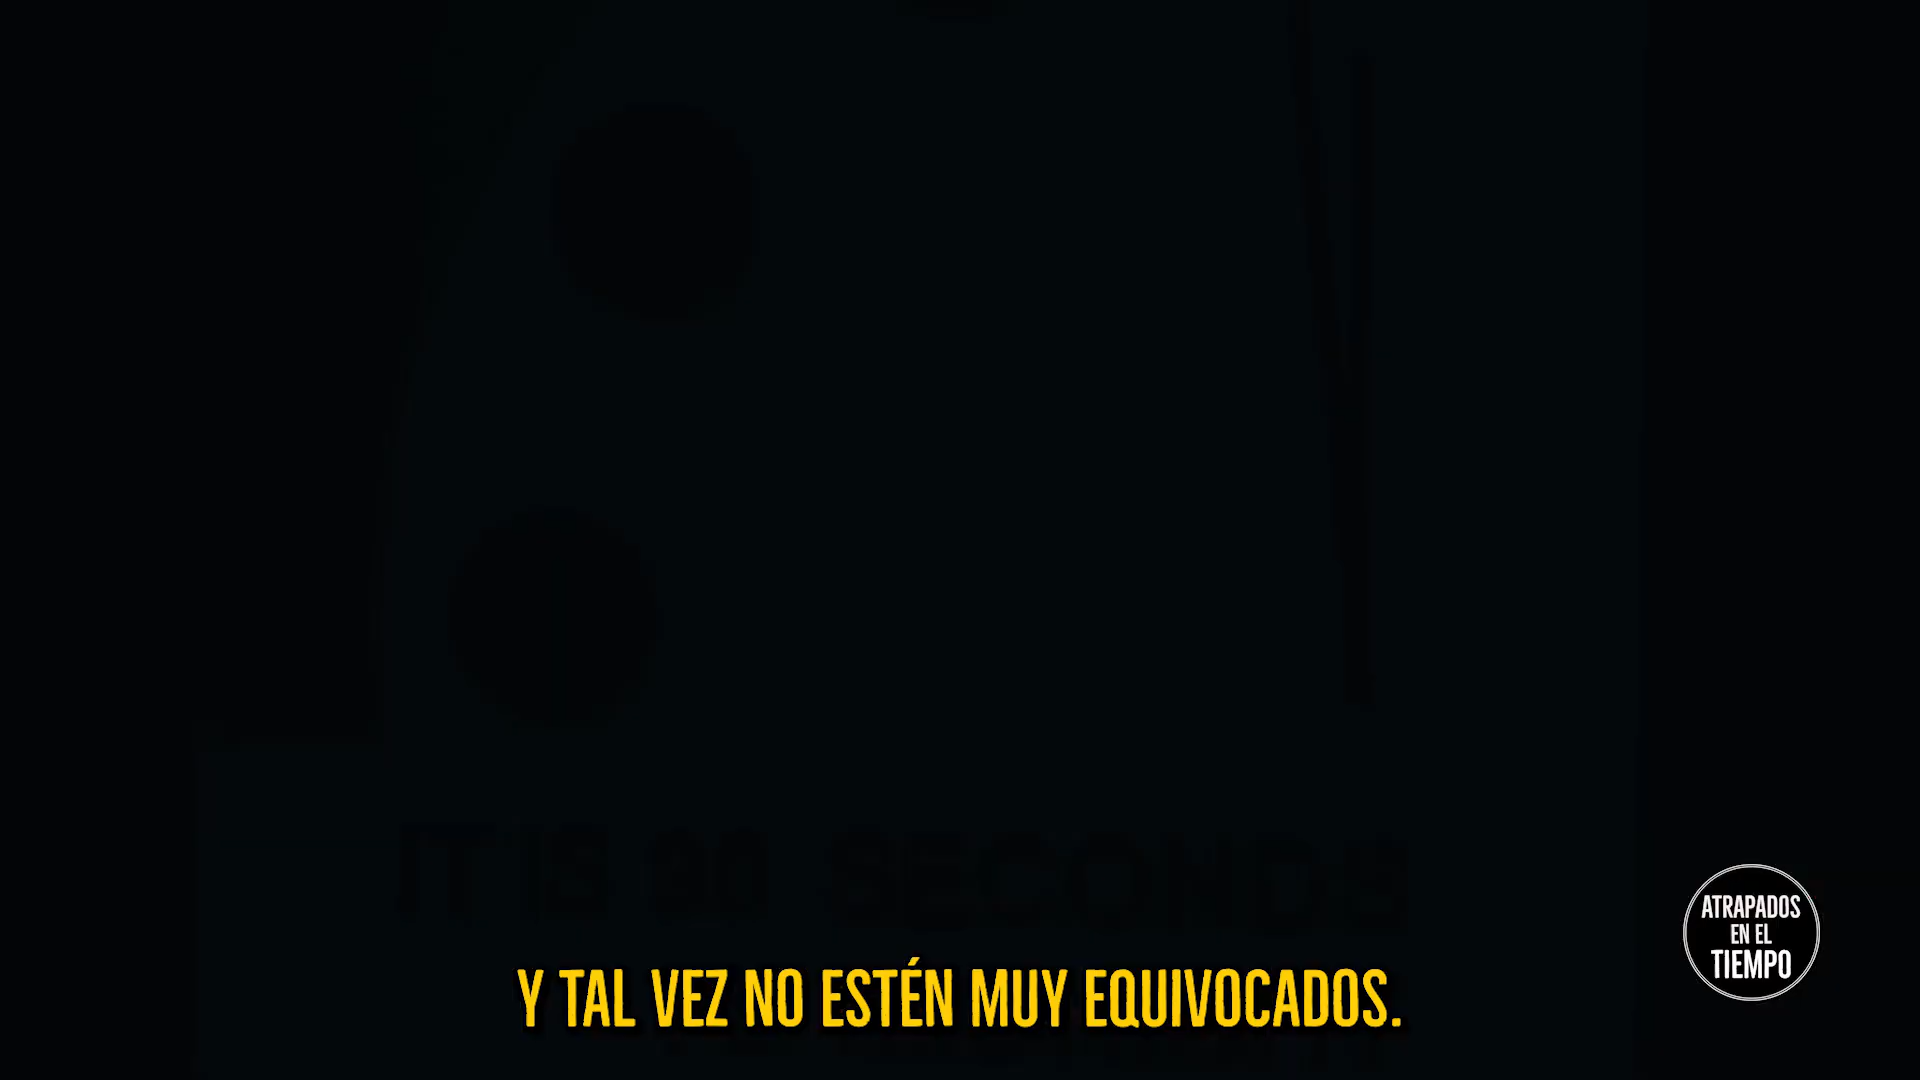 IT IS 90 SECONDS
Y TAL VEZ NO ESTÉN MUY EQUIVOCADOS.
ATRAPADOS
EN EL
TIEMPO